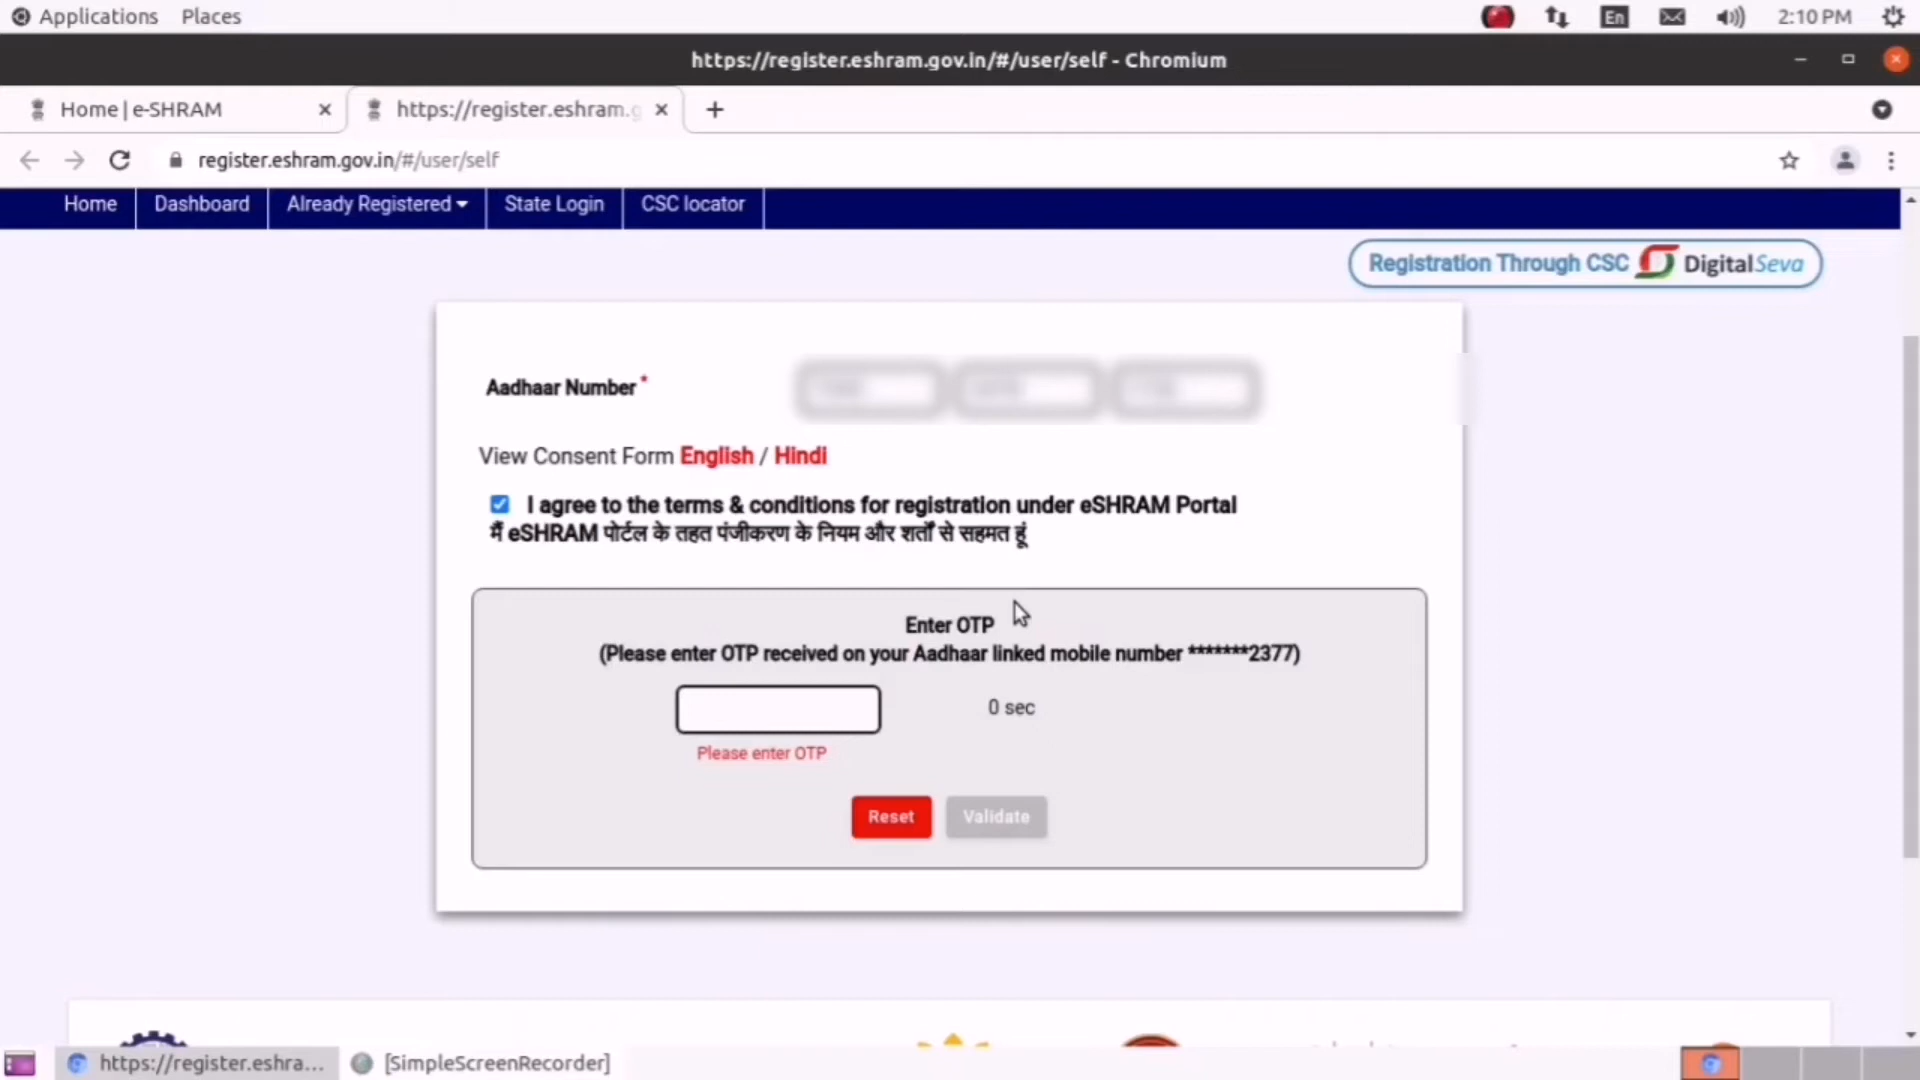 Applications Places En 2:10 PM
https://register.eshram.gov.in/#/user/self - Chromium
Home | e-SHRAM https://register.eshram.g
register.eshram.gov.in/#/user/self
Home Dashboard Already Registered State Login CSC locator
Registration Through CSC DigitalSeva
Aadhaar Number *
View Consent Form English / Hindi
I agree to the terms & conditions for registration under eSHRAM Portal
मैं eSHRAM पोर्टल के तहत पंजीकरण के नियम और शर्तों से सहमत हूं
Enter OTP
(Please enter OTP received on your Aadhaar linked mobile number *******2377)
0 sec
Please enter OTP
Reset Validate
https://register.eshra... [SimpleScreenRecorder]